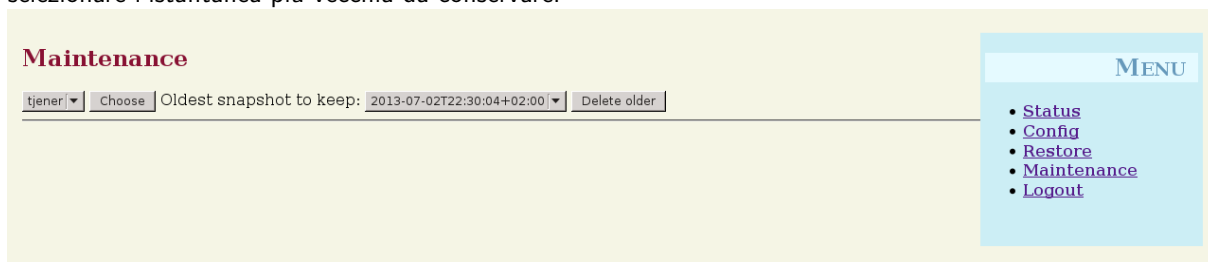 selezionare l'istantanea più vecchia da conservare.
Maintenance
tjener Choose Oldest snapshot to keep: 2013-07-02T22:30:04+02:00 Delete older
MENU
Status
Config
Restore
Maintenance
Logout